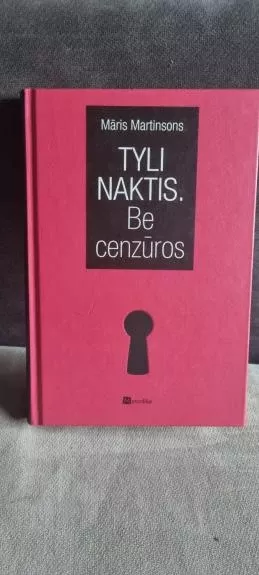 Māris Martinsons
TYLI
NAKTIS.
Be
cenzūros